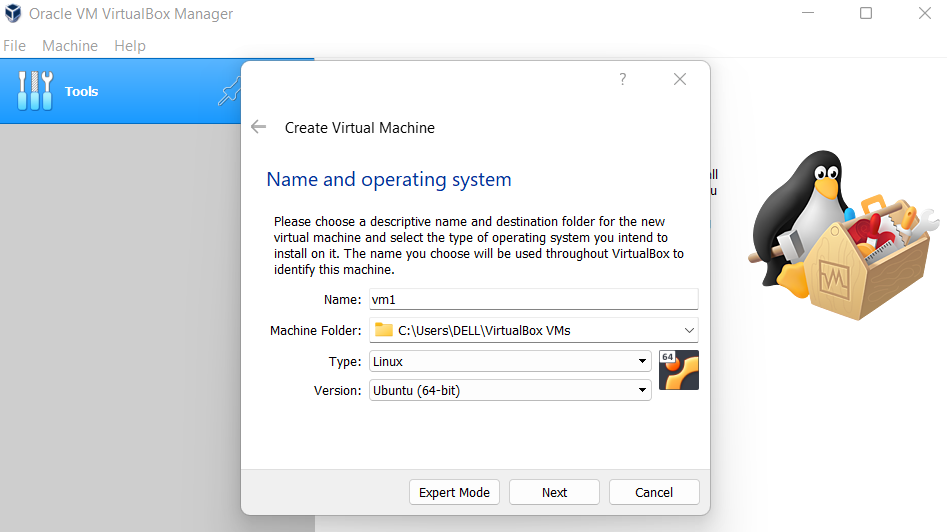 Oracle VM VirtualBox Manager
File Machine Help
Tools
?
Create Virtual Machine
Name and operating system
Please choose a descriptive name and destination folder for the new
virtual machine and select the type of operating system you intend to
install on it. The name you choose will be used throughout VirtualBox to
identify this machine.
Name: vm1
Machine Folder: C:\Users\DELL\VirtualBox VMs
Type: Linux
64
Version: Ubuntu (64-bit)
Expert Mode Next Cancel